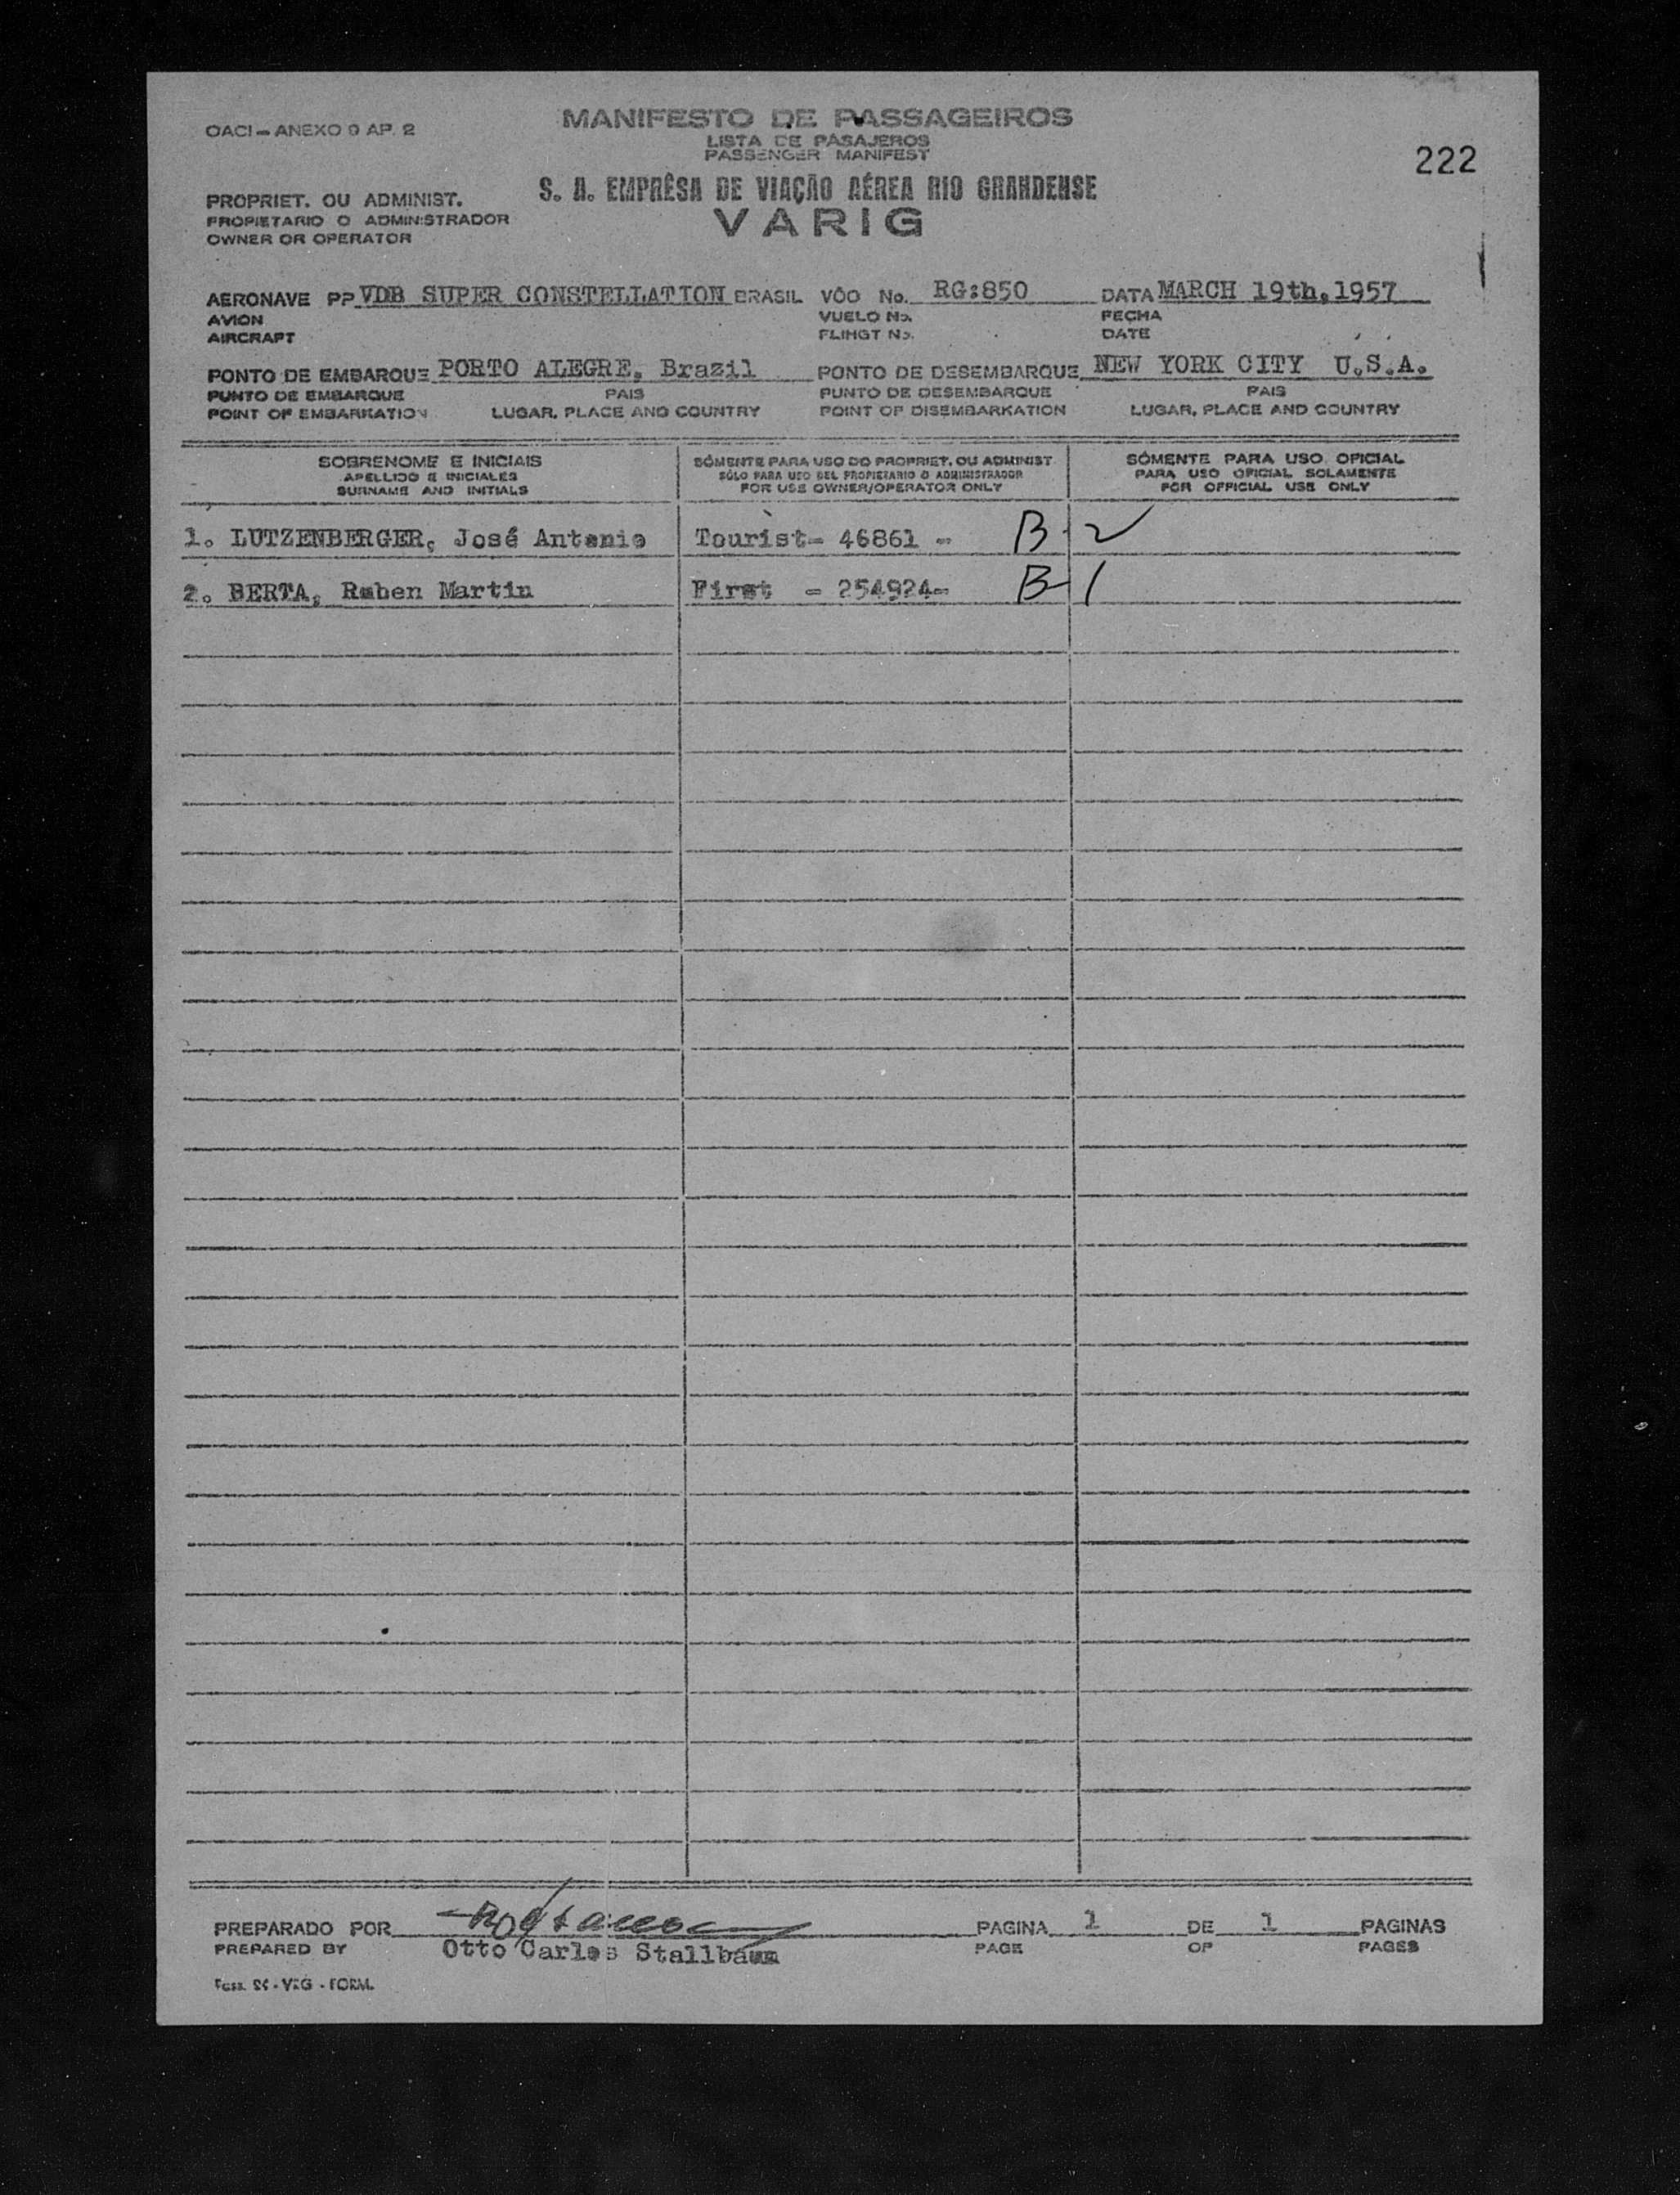 OACI - ANEXO 9 AP. 2
MANIFESTO DE PASSAGEIROS
LISTA DE PASAJEROS
PASSENGER MANIFEST
222
PROPRIET. OU ADMINIST.
PROPIETARIO O ADMINISTRADOR
OWNER OR OPERATOR
S. A. EMPRÊSA DE VIAÇÃO AÉREA RIO GRANDENSE
VARIG
AERONAVE PP VDB SUPER CONSTELLATION BRASIL VÔO No. RG:850 DATA MARCH 19th,1957
AVION VUELO No. FECHA
AIRCRAFT FLIHGT No. DATE
PONTO DE EMBARQUE PORTO ALEGRE, Brazil PONTO DE DESEMBARQUE NEW YORK CITY U.S.A.
PUNTO DE EMBARQUE PAIS PUNTO DE DESEMBARQUE PAIS
POINT OF EMBARKATION LUGAR, PLACE AND COUNTRY POINT OF DISEMBARKATION LUGAR, PLACE AND COUNTRY
SOBRENOME E INICIAIS SÓMENTE PARA USO DO PROPRIET. OU ADMINIST SÓMENTE PARA USO OFICIAL
APELLIDO E INICIALES SÓLO PARA USO DEL PROPIETARIO O ADMINISTRADOR PARA USO OFICIAL SOLAMENTE
SURNAME AND INITIALS FOR USE OWNER/OPERATOR ONLY FOR OFFICIAL USE ONLY
1. LUTZENBERGER, José Antonio Tourist- 46861 - B-2
2. BERTA, Ruben Martin First - 254924- B-1
PREPARADO POR PAGINA 1 DE 1 PAGINAS
PREPARED BY Otto Carlos Stallbaum PAGE OF PAGES
- VRG - FORM.